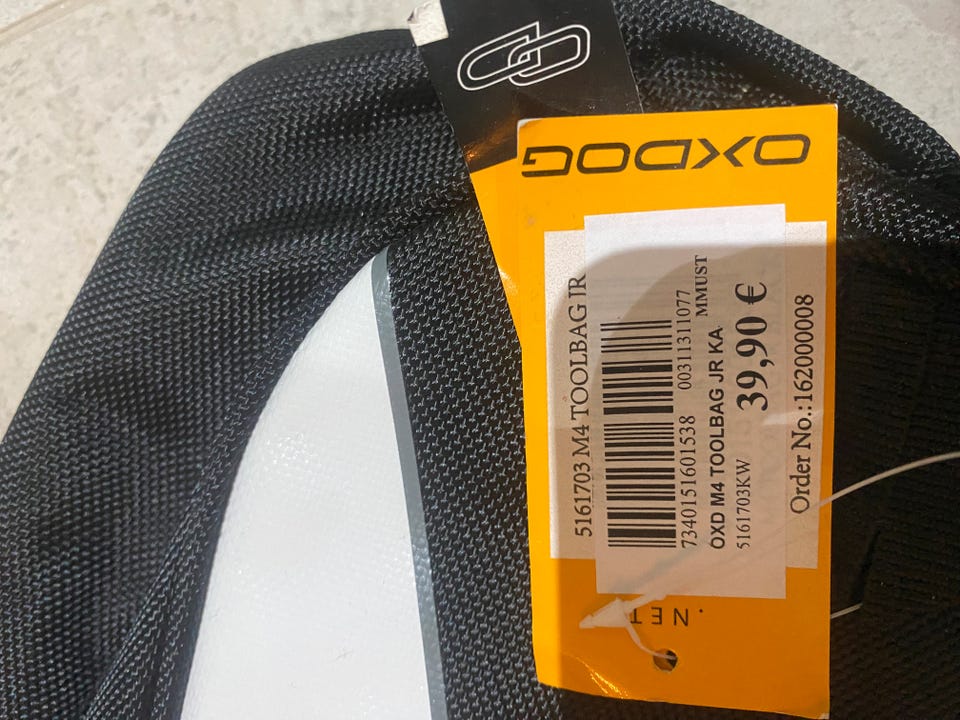 OXDOG
5161703 M4 TOOLBAG JR
7340151601538 00311311077
OXD M4 TOOLBAG JR KA.
MMUST
5161703KW
39,90 €
Order No.:162000008
.NET